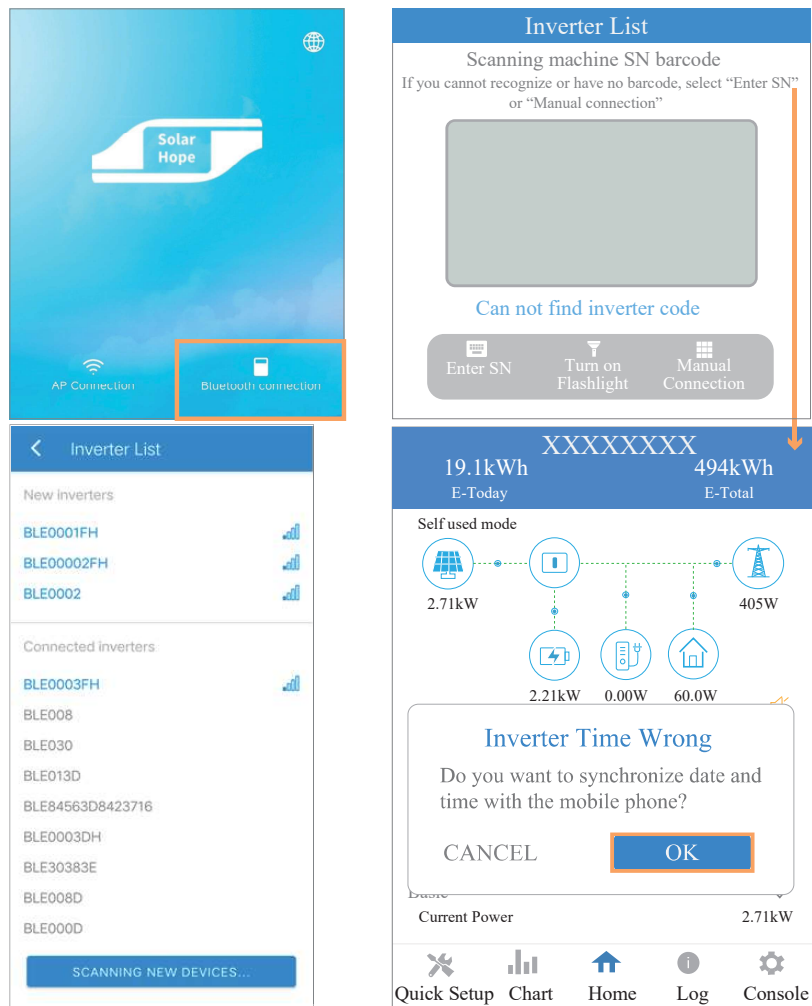 Solar
Hope
AP Connection
Bluetooth connection
Inverter List
Scanning machine SN barcode
If you cannot recognize or have no barcode, select “Enter SN”
or “Manual connection”
Can not find inverter code
Enter SN
Turn on
Flashlight
Manual
Connection
Inverter List
New inverters
BLE0001FH
BLE00002FH
BLE0002
Connected inverters
BLE0003FH
BLE008
BLE030
BLE013D
BLE84563D8423716
BLE0003DH
BLE30383E
BLE008D
BLE000D
SCANNING NEW DEVICES...
XXXXXXXX
19.1kWh 494kWh
E-Today E-Total
Self used mode
2.71kW 405W
2.21kW 0.00W 60.0W
Inverter Time Wrong
Do you want to synchronize date and
time with the mobile phone?
CANCEL OK
Basic
Current Power 2.71kW
Quick Setup Chart Home Log Console